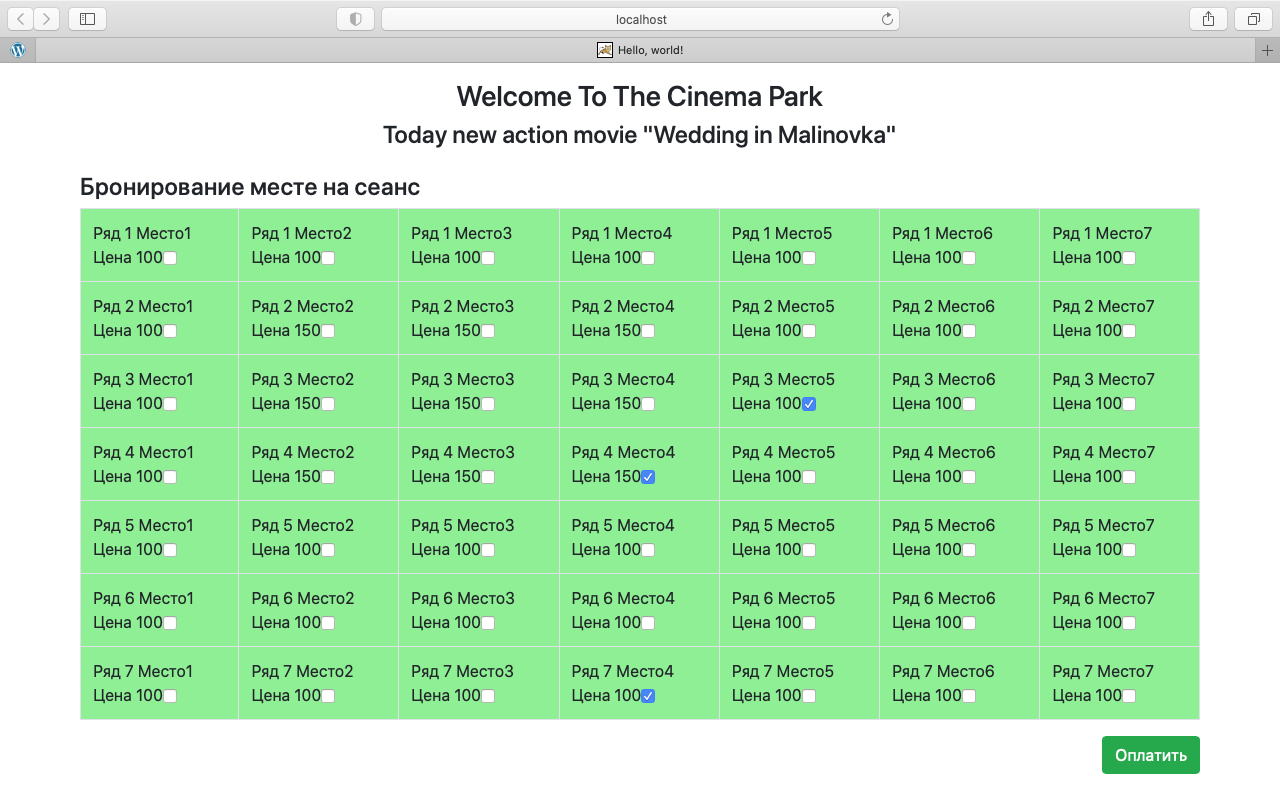 localhost
Hello, world!
Welcome To The Cinema Park
Today new action movie "Wedding in Malinovka"
Бронирование месте на сеанс
Ряд 1 Место1 Ряд 1 Место2 Ряд 1 Место3 Ряд 1 Место4 Ряд 1 Место5 Ряд 1 Место6 Ряд 1 Место7
Цена 100 Цена 100 Цена 100 Цена 100 Цена 100 Цена 100 Цена 100
Ряд 2 Место1 Ряд 2 Место2 Ряд 2 Место3 Ряд 2 Место4 Ряд 2 Место5 Ряд 2 Место6 Ряд 2 Место7
Цена 100 Цена 150 Цена 150 Цена 150 Цена 100 Цена 100 Цена 100
Ряд 3 Место1 Ряд 3 Место2 Ряд 3 Место3 Ряд 3 Место4 Ряд 3 Место5 Ряд 3 Место6 Ряд 3 Место7
Цена 100 Цена 150 Цена 150 Цена 150 Цена 100 Цена 100 Цена 100
Ряд 4 Место1 Ряд 4 Место2 Ряд 4 Место3 Ряд 4 Место4 Ряд 4 Место5 Ряд 4 Место6 Ряд 4 Место7
Цена 100 Цена 150 Цена 150 Цена 150 Цена 100 Цена 100 Цена 100
Ряд 5 Место1 Ряд 5 Место2 Ряд 5 Место3 Ряд 5 Место4 Ряд 5 Место5 Ряд 5 Место6 Ряд 5 Место7
Цена 100 Цена 100 Цена 100 Цена 100 Цена 100 Цена 100 Цена 100
Ряд 6 Место1 Ряд 6 Место2 Ряд 6 Место3 Ряд 6 Место4 Ряд 6 Место5 Ряд 6 Место6 Ряд 6 Место7
Цена 100 Цена 100 Цена 100 Цена 100 Цена 100 Цена 100 Цена 100
Ряд 7 Место1 Ряд 7 Место2 Ряд 7 Место3 Ряд 7 Место4 Ряд 7 Место5 Ряд 7 Место6 Ряд 7 Место7
Цена 100 Цена 100 Цена 100 Цена 100 Цена 100 Цена 100 Цена 100
Оплатить